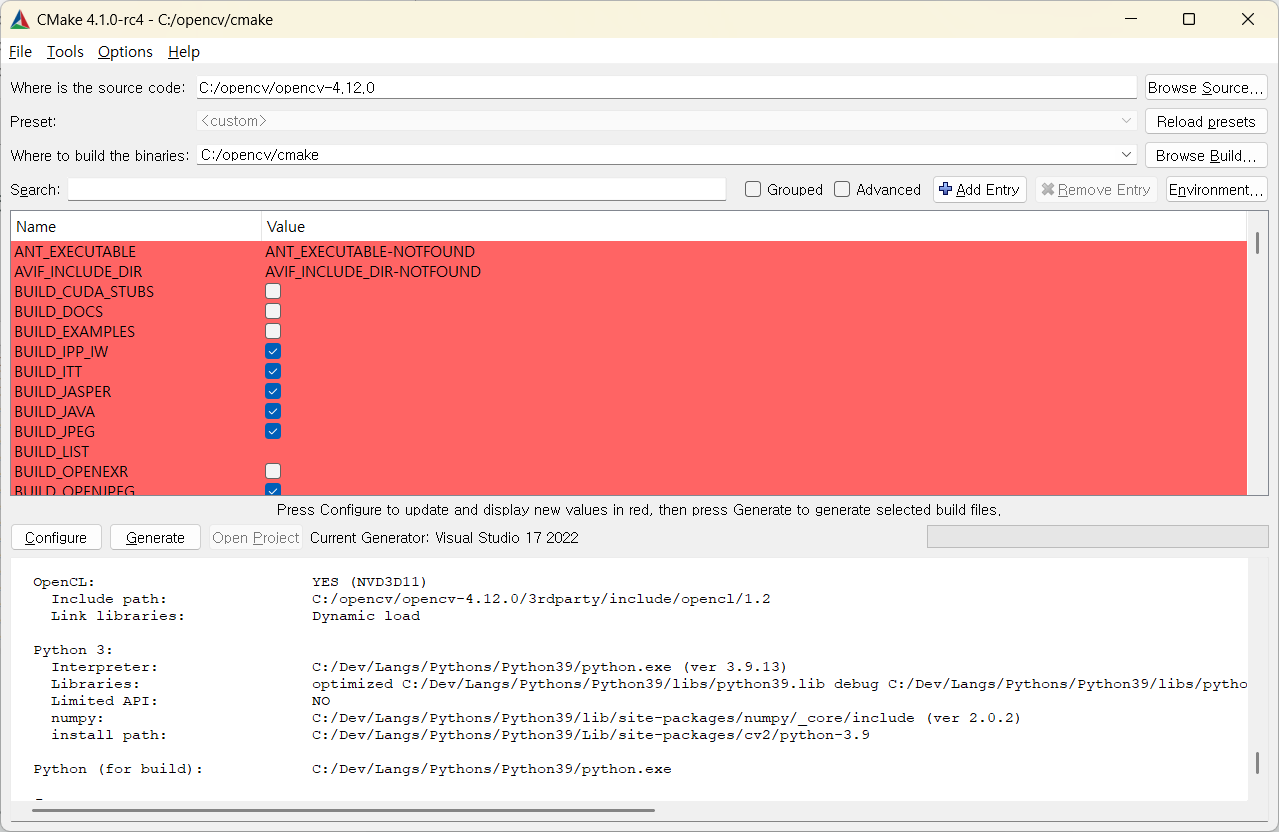 CMake 4.1.0-rc4 - C:/opencv/cmake
File Tools Options Help
Where is the source code: C:/opencv/opencv-4.12.0 Browse Source...
Preset: <custom> Reload presets
Where to build the binaries: C:/opencv/cmake Browse Build...
Search: Grouped Advanced Add Entry Remove Entry Environment...
Name Value
ANT_EXECUTABLE ANT_EXECUTABLE-NOTFOUND
AVIF_INCLUDE_DIR AVIF_INCLUDE_DIR-NOTFOUND
BUILD_CUDA_STUBS
BUILD_DOCS
BUILD_EXAMPLES
BUILD_IPP_IW
BUILD_ITT
BUILD_JASPER
BUILD_JAVA
BUILD_JPEG
BUILD_LIST
BUILD_OPENEXR
BUILD_OPENJPEG
Press Configure to update and display new values in red, then press Generate to generate selected build files.
Configure Generate Open Project Current Generator: Visual Studio 17 2022
OpenCL: YES (NVD3D11)
Include path: C:/opencv/opencv-4.12.0/3rdparty/include/opencl/1.2
Link libraries: Dynamic load
Python 3:
Interpreter: C:/Dev/Langs/Pythons/Python39/python.exe (ver 3.9.13)
Libraries: optimized C:/Dev/Langs/Pythons/Python39/libs/python39.lib debug C:/Dev/Langs/Pythons/Python39/libs/pytho
Limited API: NO
numpy: C:/Dev/Langs/Pythons/Python39/lib/site-packages/numpy/_core/include (ver 2.0.2)
install path: C:/Dev/Langs/Pythons/Python39/Lib/site-packages/cv2/python-3.9
Python (for build): C:/Dev/Langs/Pythons/Python39/python.exe